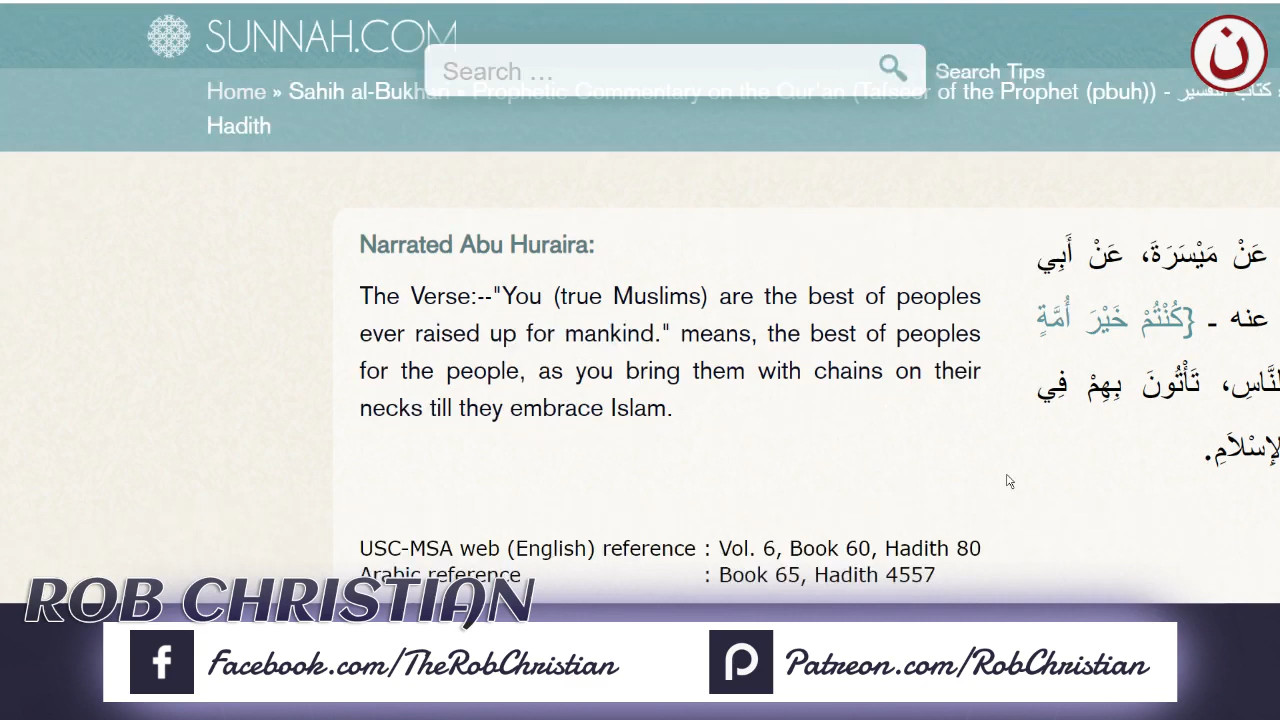 SUNNAH.COM
Search ...
Search Tips
ن
Home » Sahih al-Bukhari » Prophetic Commentary on the Qur'an (Tafseer of the Prophet (pbuh)) - كتاب التفسير
Hadith
Narrated Abu Huraira:
The Verse:--"You (true Muslims) are the best of peoples
ever raised up for mankind." means, the best of peoples
for the people, as you bring them with chains on their
necks till they embrace Islam.
عَنْ مَيْسَرَةَ، عَنْ أَبِي
عنه ـ {كُنْتُمْ خَيْرَ أُمَّةٍ
تَأْتُونَ بِهِمْ فِي
USC-MSA web (English) reference : Vol. 6, Book 60, Hadith 80
Arabic reference : Book 65, Hadith 4557
ROB CHRISTIAN
f Facebook.com/TheRobChristian
Patreon.com/RobChristian